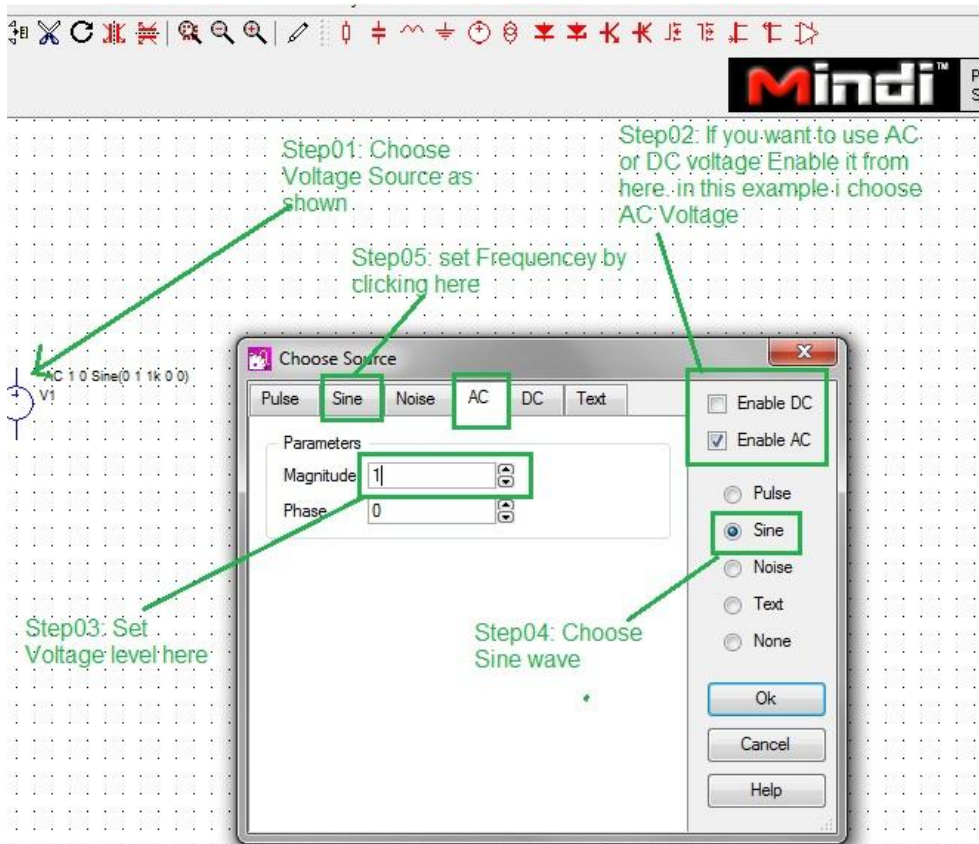 Mindi™
P
S
Step01: Choose
Voltage Source as
shown
Step02: If you want to use AC
or DC voltage Enable it from
here. in this example i choose
AC Voltage
Step05: set Frequencey by
clicking here
AC 1 0 Sine(0 1 1k 0 0)
V1
Choose Source
Pulse Sine Noise AC DC Text
Enable DC
Enable AC
Parameters
Magnitude 1
Phase 0
Pulse
Sine
Noise
Text
None
Step03: Set
Voltage level here
Step04: Choose
Sine wave
Ok
Cancel
Help